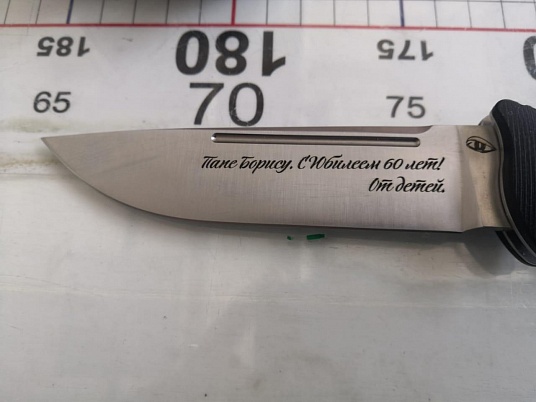 185 180 175
65 70 75
Папе Борису. С Юбилеем 60 лет!
От детей.